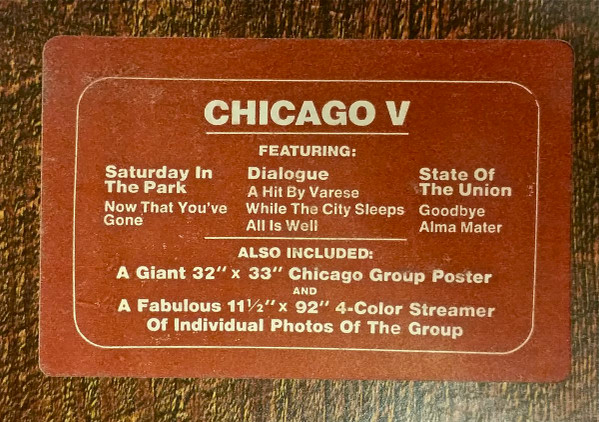 CHICAGO V
FEATURING:
Saturday In
The Park
Now That You've
Gone
Dialogue
A Hit By Varese
While The City Sleeps
All Is Well
State Of
The Union
Goodbye
Alma Mater
ALSO INCLUDED:
A Giant 32" x 33" Chicago Group Poster
AND
A Fabulous 11½" x 92" 4-Color Streamer
Of Individual Photos Of The Group